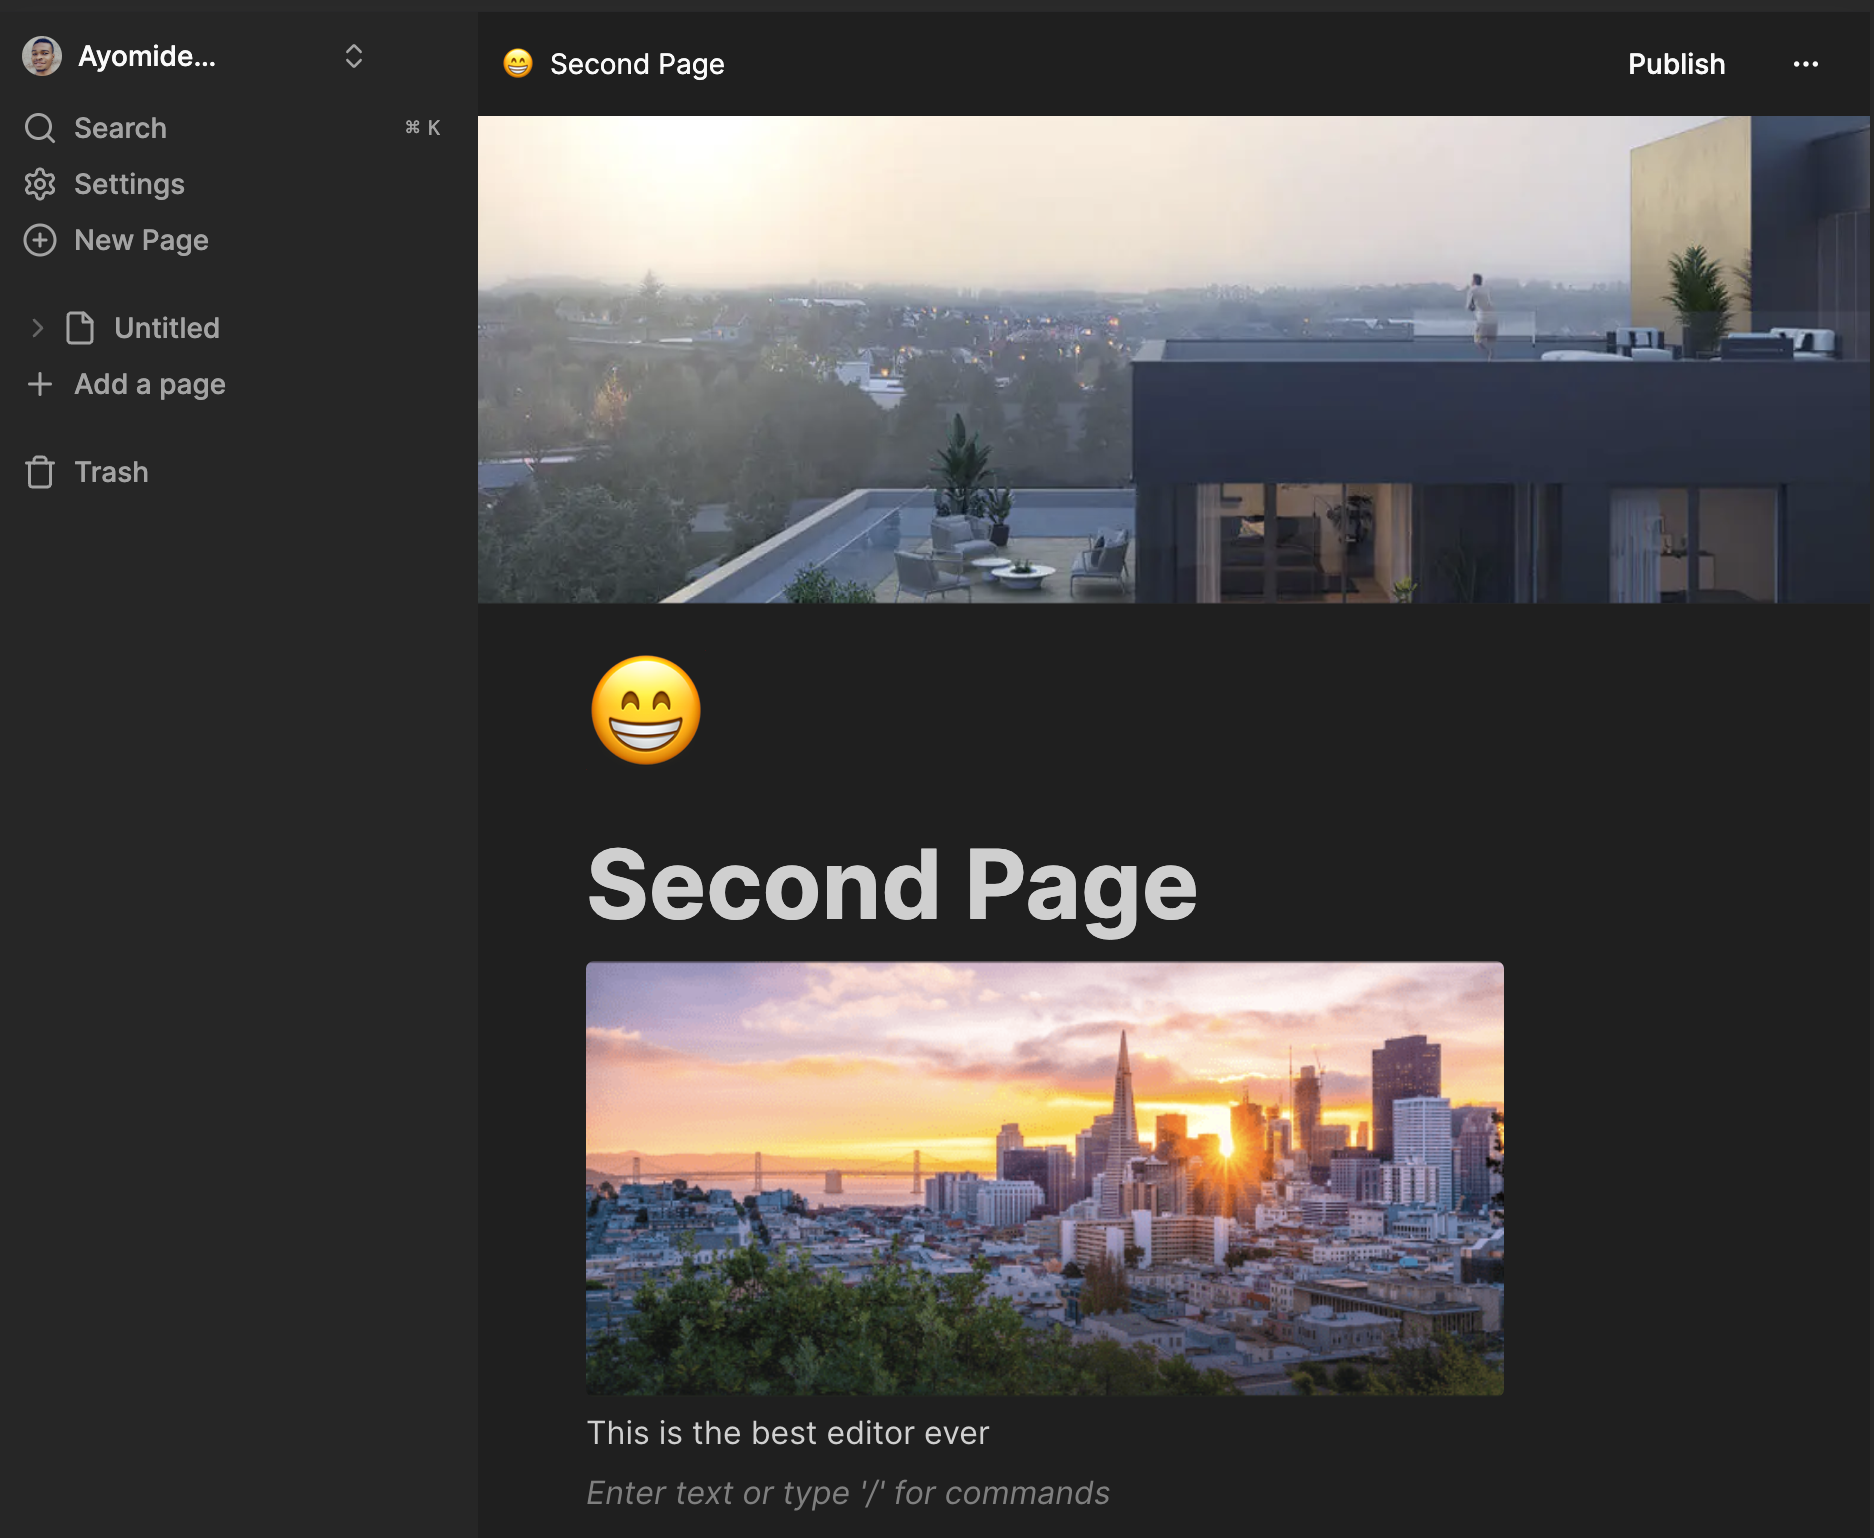 Ayomide...
Search ⌘ K
Settings
New Page
Untitled
Add a page
Trash
😁 Second Page
Publish
😁
Second Page
This is the best editor ever
Enter text or type '/' for commands